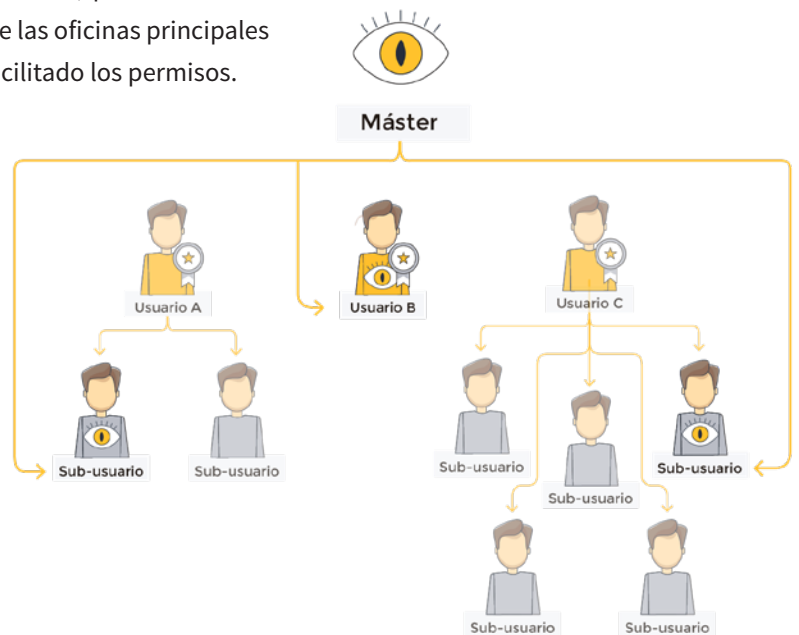 e las oficinas principales
cilitado los permisos.
Máster
Usuario A
Usuario B
Usuario C
Sub-usuario
Sub-usuario
Sub-usuario
Sub-usuario
Sub-usuario
Sub-usuario
Sub-usuario